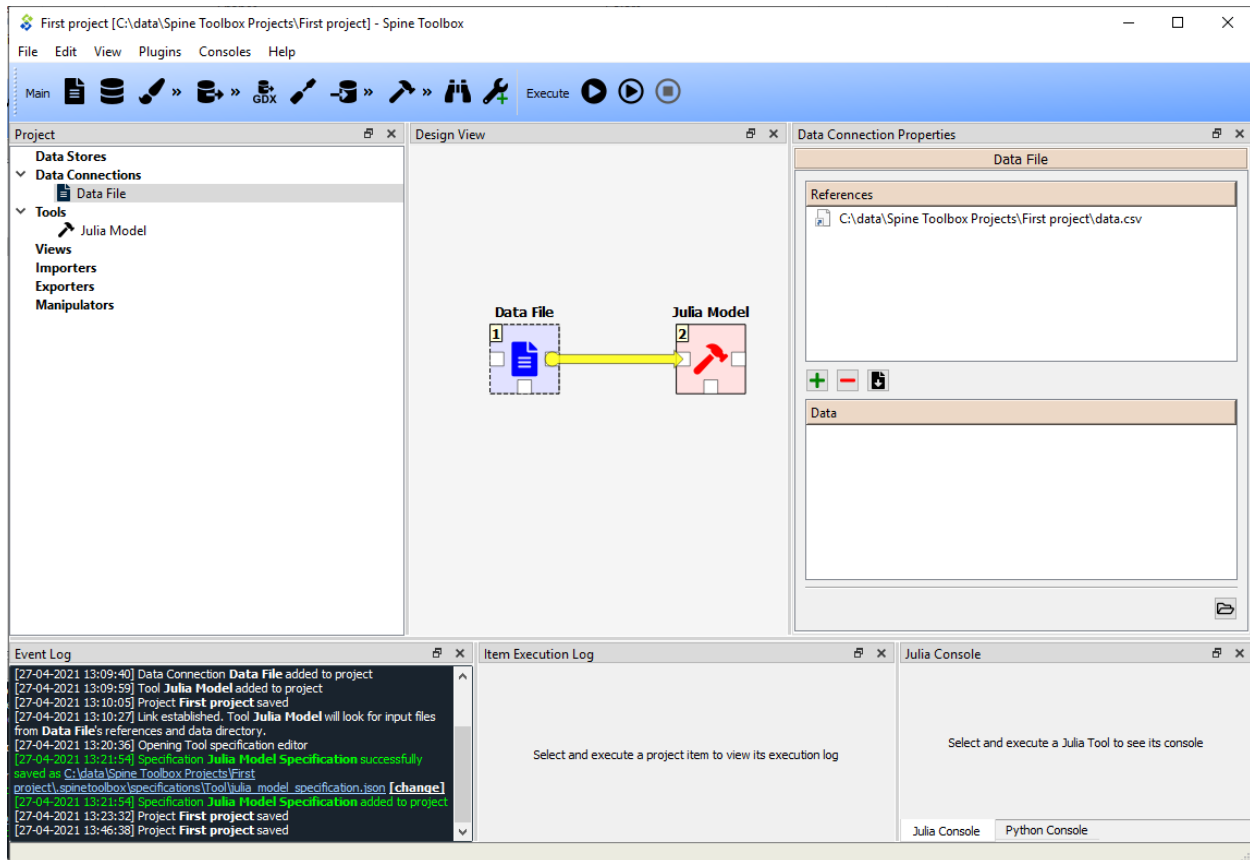 First project [C:\data\Spine Toolbox Projects\First project] - Spine Toolbox
File Edit View Plugins Consoles Help
Main GDX Execute
Project
Data Stores
Data Connections
Data File
Tools
Julia Model
Views
Importers
Exporters
Manipulators
Design View
Data File
Julia Model
1
2
Data Connection Properties
Data File
References
C:\data\Spine Toolbox Projects\First project\data.csv
Data
Event Log
[27-04-2021 13:09:40] Data Connection Data File added to project
[27-04-2021 13:09:59] Tool Julia Model added to project
[27-04-2021 13:10:05] Project First project saved
[27-04-2021 13:10:27] Link established. Tool Julia Model will look for input files
from Data File's references and data directory.
[27-04-2021 13:20:36] Opening Tool specification editor
[27-04-2021 13:21:54] Specification Julia Model Specification successfully
saved as C:\data\Spine Toolbox Projects\First
project\.spinetoolbox\specifications\Tool\julia_model_specification.json [change]
[27-04-2021 13:21:54] Specification Julia Model Specification added to project
[27-04-2021 13:23:32] Project First project saved
[27-04-2021 13:46:38] Project First project saved
Item Execution Log
Select and execute a project item to view its execution log
Julia Console
Select and execute a Julia Tool to see its console
Julia Console Python Console